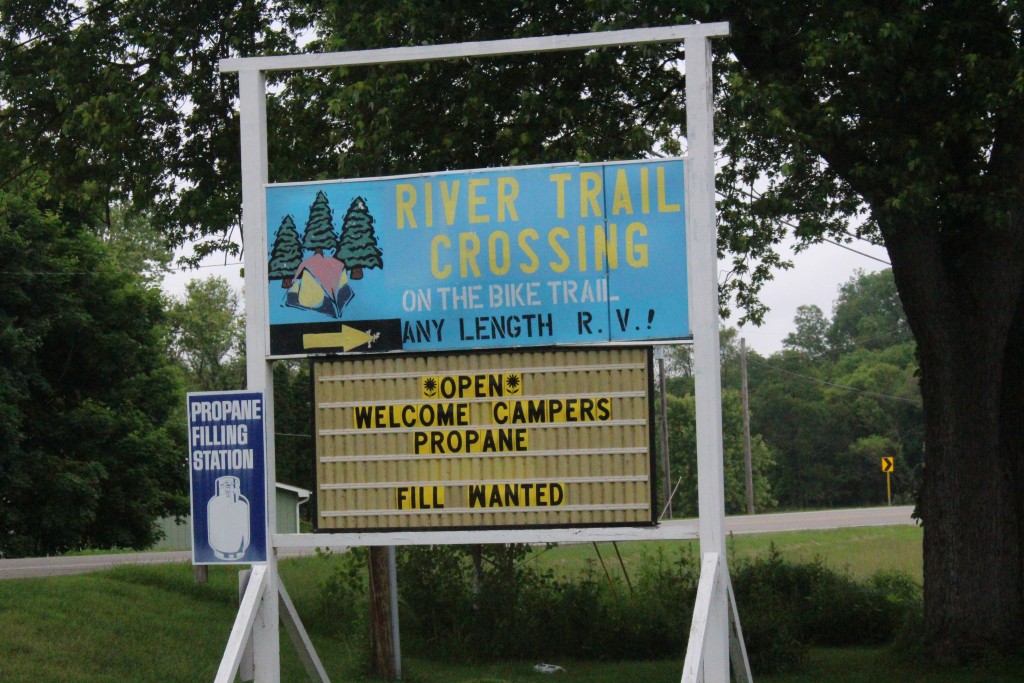 RIVER TRAIL
CROSSING
ON THE BIKE TRAIL
ANY LENGTH R. V.!
OPEN
WELCOME CAMPERS
PROPANE
FILL WANTED
PROPANE
FILLING
STATION